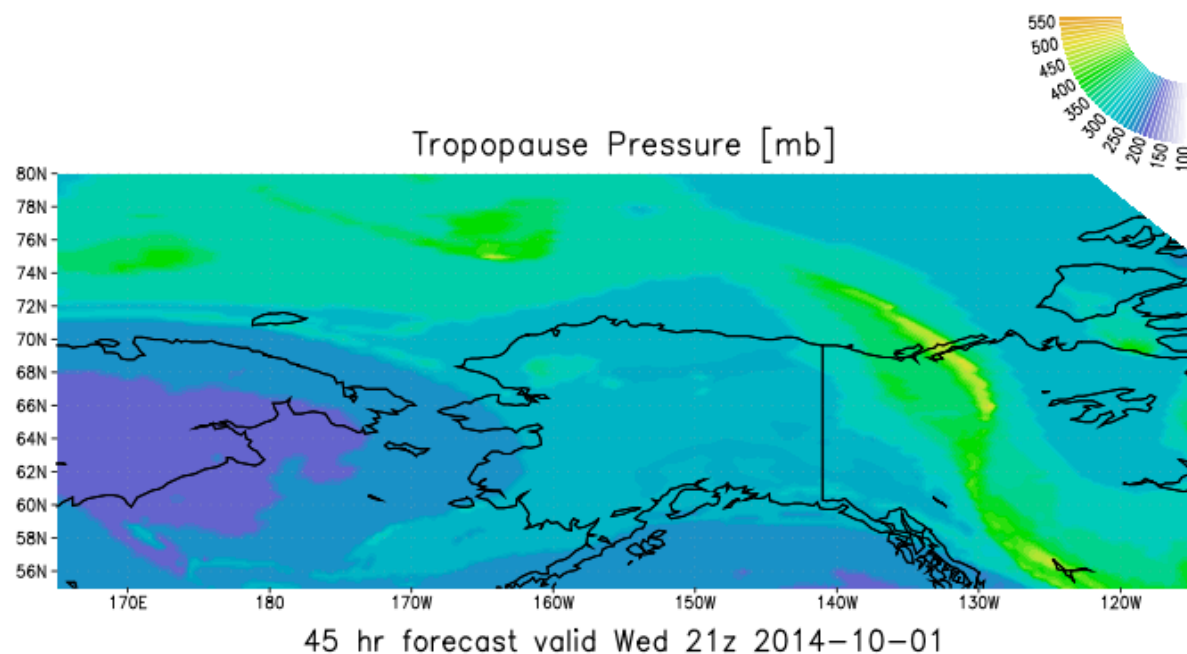 550
500
450
400
350
300
250
200
150
100
Tropopause Pressure [mb]
80N
78N
76N
74N
72N
70N
68N
66N
64N
62N
60N
58N
56N
170E
180
170W
160W
150W
140W
130W
120W
45 hr forecast valid Wed 21z 2014-10-01